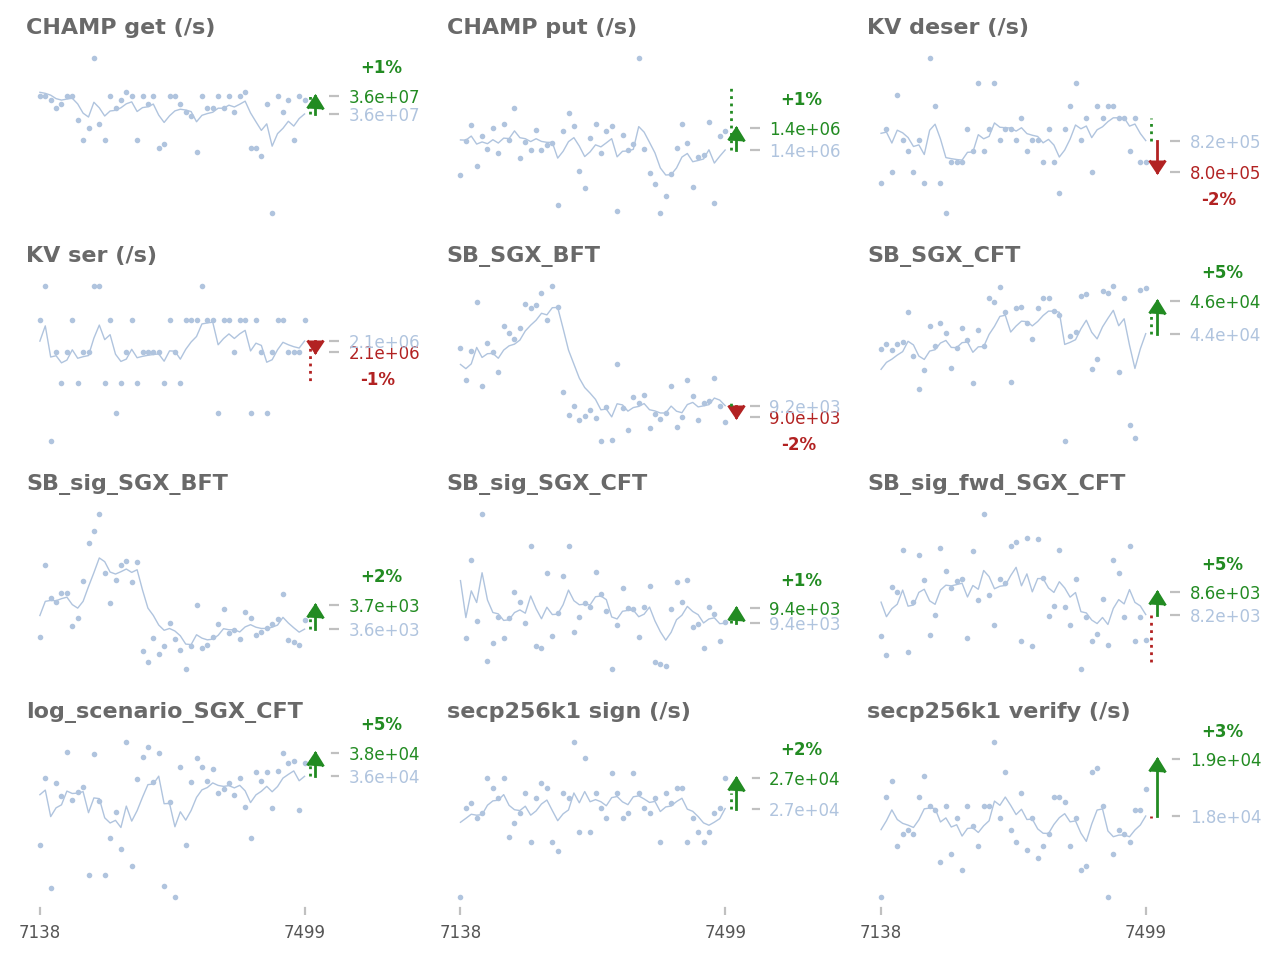 CHAMP get (/s)
+1%
3.6e+07
3.6e+07
CHAMP put (/s)
+1%
1.4e+06
1.4e+06
KV deser (/s)
8.2e+05
8.0e+05
-2%
KV ser (/s)
2.1e+06
2.1e+06
-1%
SB_SGX_BFT
9.2e+03
9.0e+03
-2%
SB_SGX_CFT
+5%
4.6e+04
4.4e+04
SB_sig_SGX_BFT
+2%
3.7e+03
3.6e+03
SB_sig_SGX_CFT
+1%
9.4e+03
9.4e+03
SB_sig_fwd_SGX_CFT
+5%
8.6e+03
8.2e+03
log_scenario_SGX_CFT
+5%
3.8e+04
3.6e+04
secp256k1 sign (/s)
+2%
2.7e+04
2.7e+04
secp256k1 verify (/s)
+3%
1.9e+04
1.8e+04
7138
7499
7138
7499
7138
7499